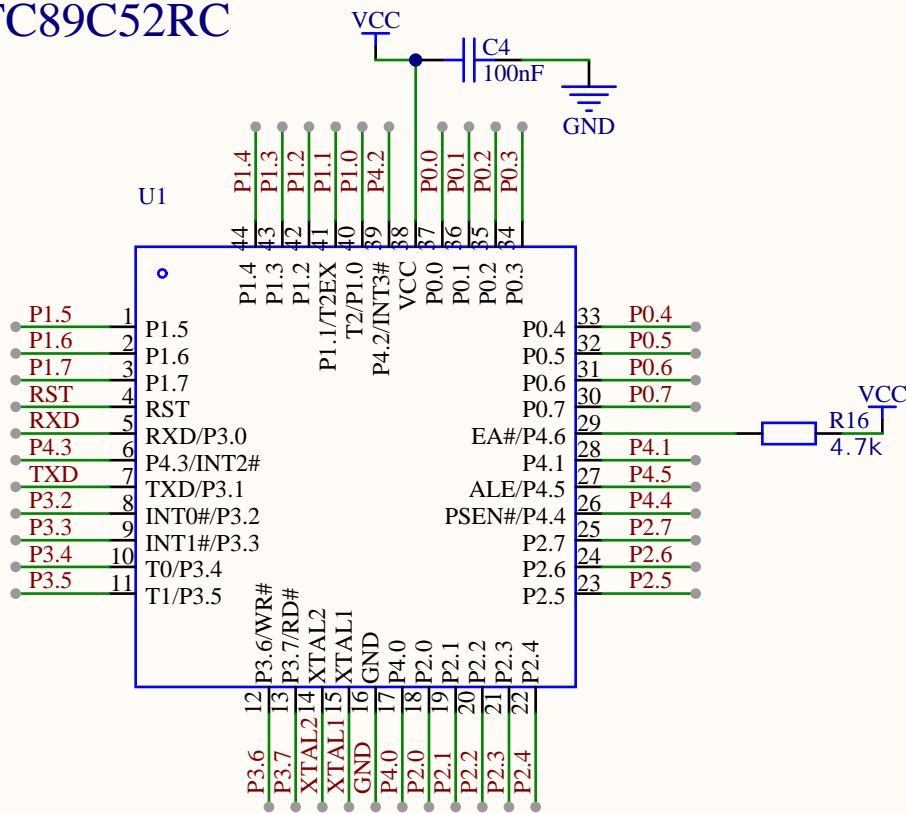 TC89C52RC
VCC
C4
100nF
GND
P1.4
P1.3
P1.2
P1.1
P1.0
P4.2
P0.0
P0.1
P0.2
P0.3
U1
44
43
42
41
40
39
38
37
36
35
34
P1.4
P1.3
P1.2
P1.1/T2EX
T2/P1.0
P4.2/INT3#
VCC
P0.0
P0.1
P0.2
P0.3
P1.5 1 P1.5
P1.6 2 P1.6
P1.7 3 P1.7
RST 4 RST
RXD 5 RXD/P3.0
P4.3 6 P4.3/INT2#
TXD 7 TXD/P3.1
P3.2 8 INT0#/P3.2
P3.3 9 INT1#/P3.3
P3.4 10 T0/P3.4
P3.5 11 T1/P3.5
P0.4 33 P0.4
P0.5 32 P0.5
P0.6 31 P0.6
P0.7 30 P0.7
EA#/P4.6 29
P4.1 28 P4.1
ALE/P4.5 27 P4.5
PSEN#/P4.4 26 P4.4
P2.7 25 P2.7
P2.6 24 P2.6
P2.5 23 P2.5
VCC
R16
4.7k
P3.6/WR#
P3.7/RD#
XTAL2
XTAL1
GND
P4.0
P2.0
P2.1
P2.2
P2.3
P2.4
12
13
14
15
16
17
18
19
20
21
22
P3.6
P3.7
XTAL2
XTAL1
GND
P4.0
P2.0
P2.1
P2.2
P2.3
P2.4